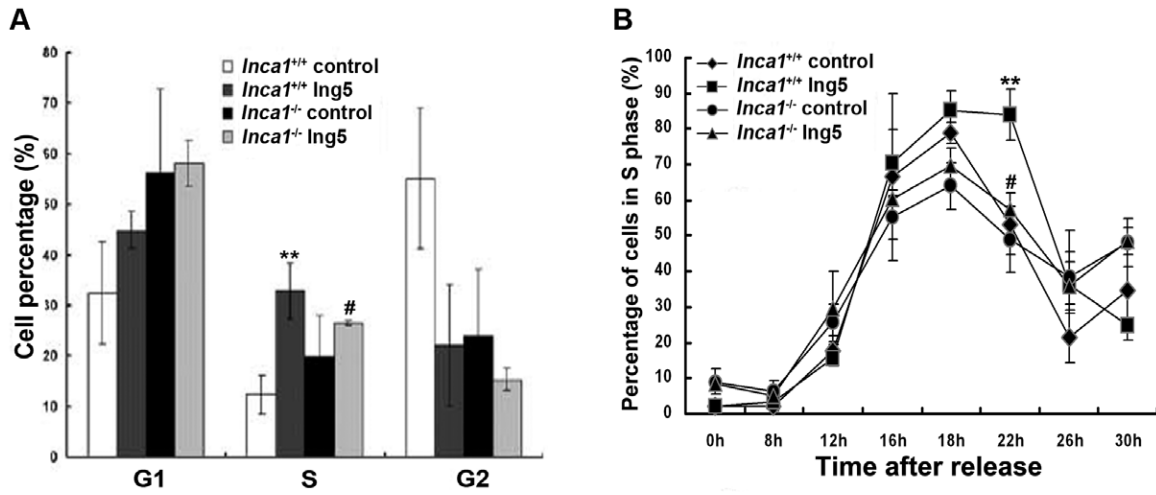 A
Cell percentage (%)
80
70
60
50
40
30
20
10
0
Inca1+/+ control
Inca1+/+ Ing5
Inca1-/- control
Inca1-/- Ing5
**
#
G1
S
G2
B
Percentage of cells in S phase (%)
100
90
80
70
60
50
40
30
20
10
0
Inca1+/+ control
Inca1+/+ Ing5
Inca1-/- control
Inca1-/- Ing5
**
#
0h
8h
12h
16h
18h
22h
26h
30h
Time after release